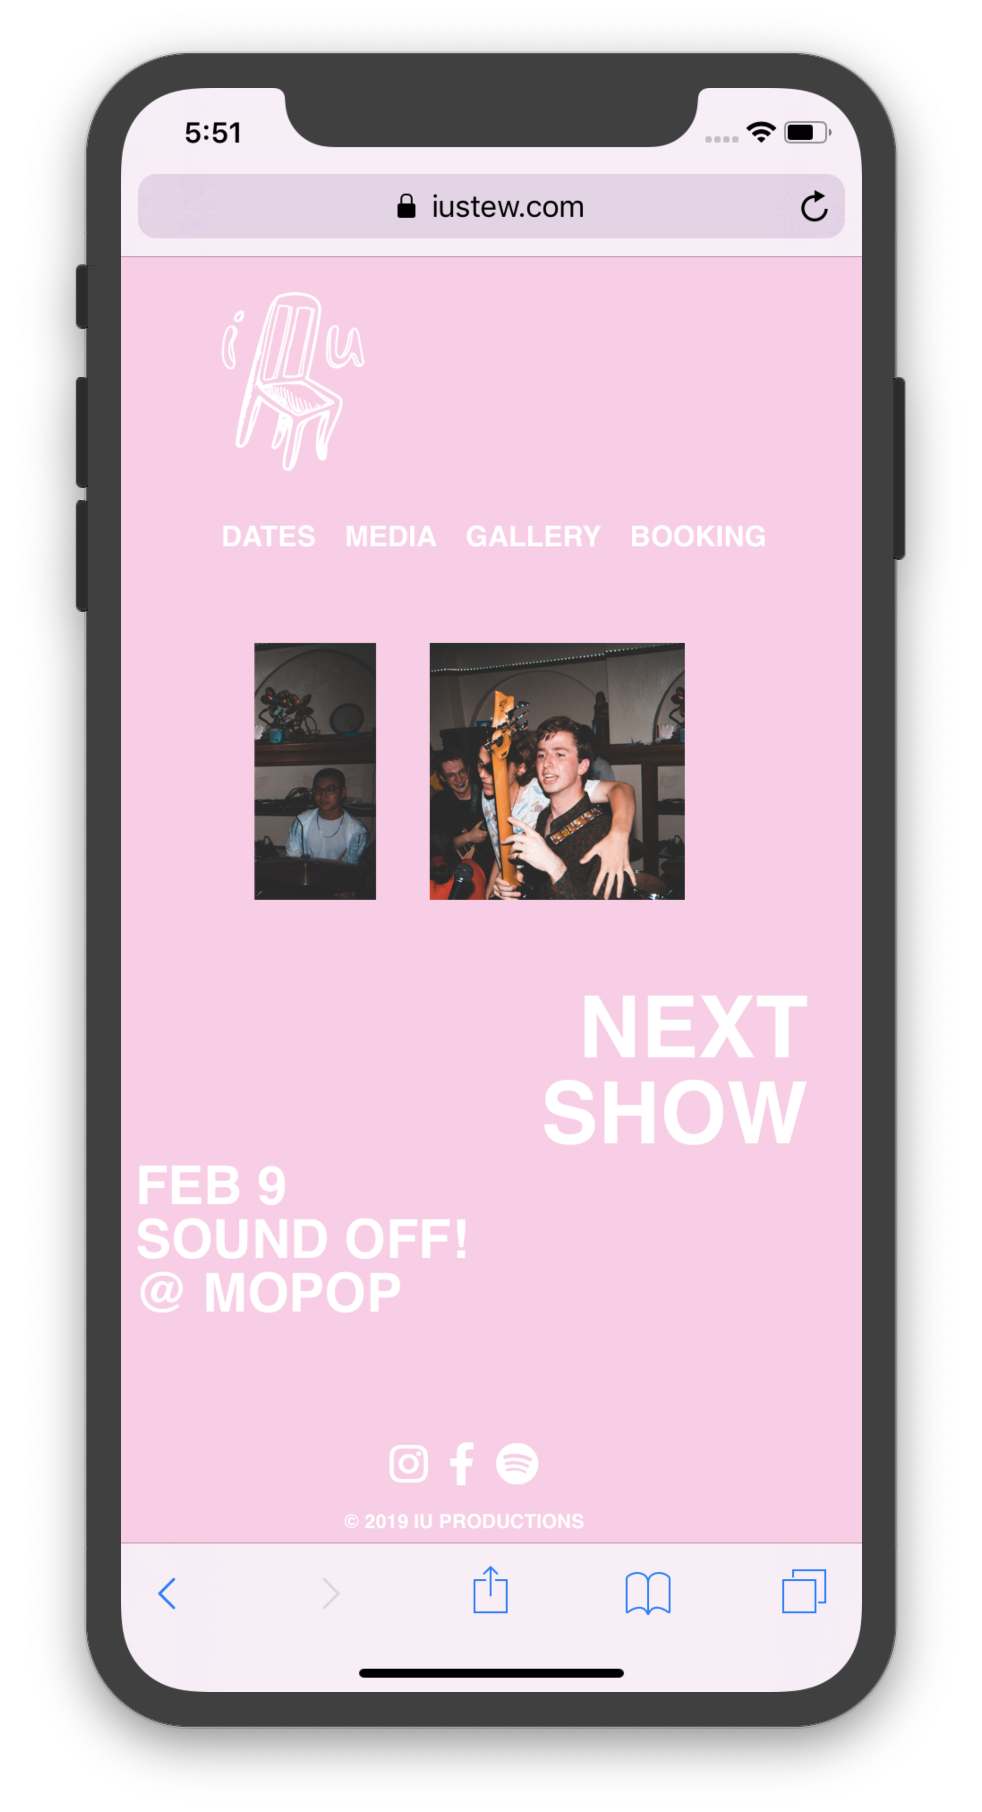 5:51
iustew.com
i u
DATES MEDIA GALLERY BOOKING
NEXT
SHOW
FEB 9
SOUND OFF!
@ MOPOP
© 2019 IU PRODUCTIONS